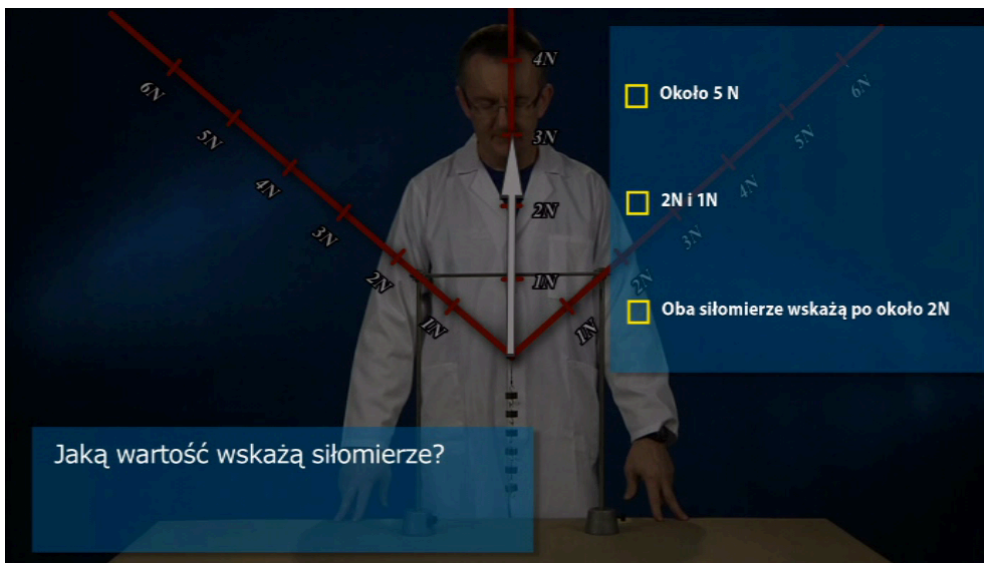 4N
3N
2N
1N
6N
5N
4N
3N
2N
1N
6N
5N
4N
3N
2N
1N
Około 5 N
2N i 1N
Oba siłomierze wskażą po około 2N
Jaką wartość wskażą siłomierze?